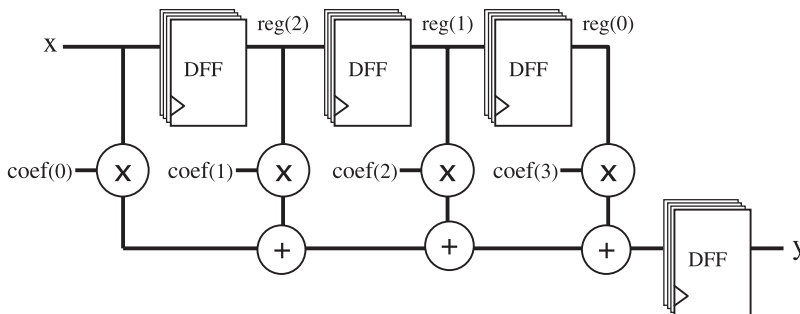 reg(2) reg(1) reg(0)
x DFF DFF DFF
coef(0) x coef(1) x coef(2) x coef(3) x
+ + + y
DFF